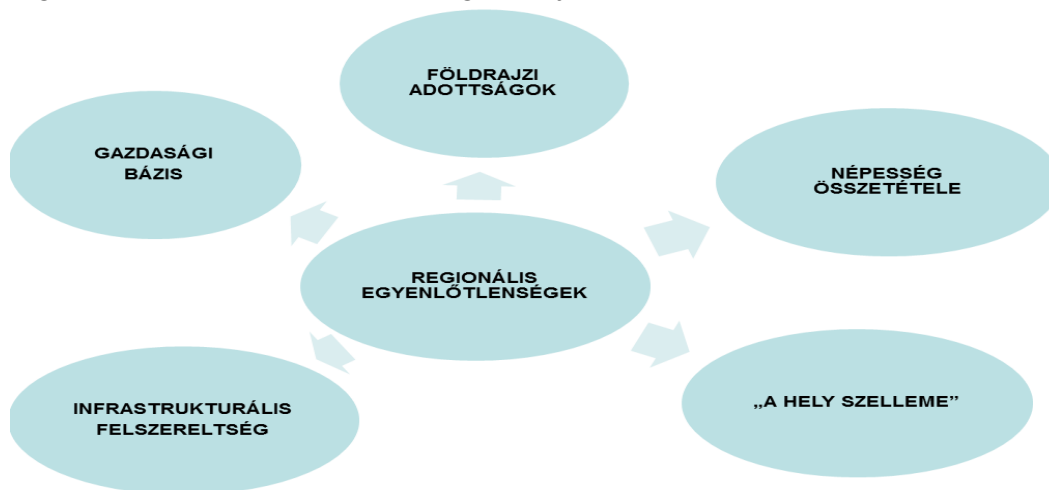 FÖLDRAJZI
ADOTTSÁGOK
GAZDASÁGI
BÁZIS
NÉPESSÉG
ÖSSZETÉTELE
REGIONÁLIS
EGYENLŐTLENSÉGEK
INFRASTRUKTURÁLIS
FELSZERELTSÉG
„A HELY SZELLEME”